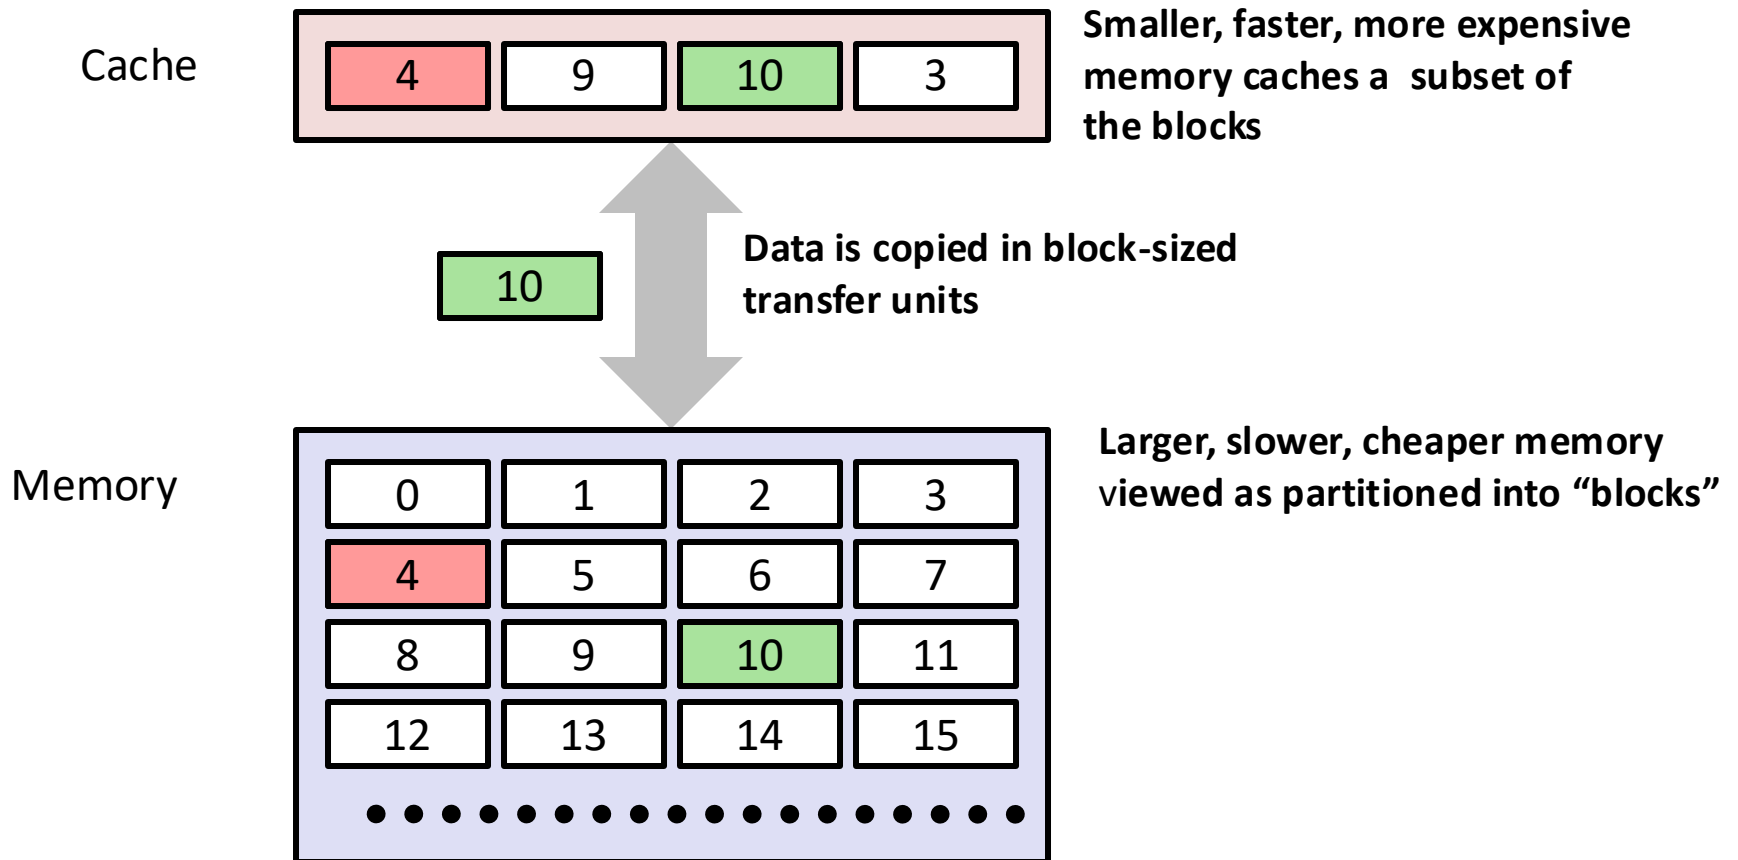 Cache
4 9 10 3
Smaller, faster, more expensive
memory caches a  subset of
the blocks
10
Data is copied in block-sized
transfer units
Memory
0 1 2 3
4 5 6 7
8 9 10 11
12 13 14 15
Larger, slower, cheaper memory
viewed as partitioned into “blocks”